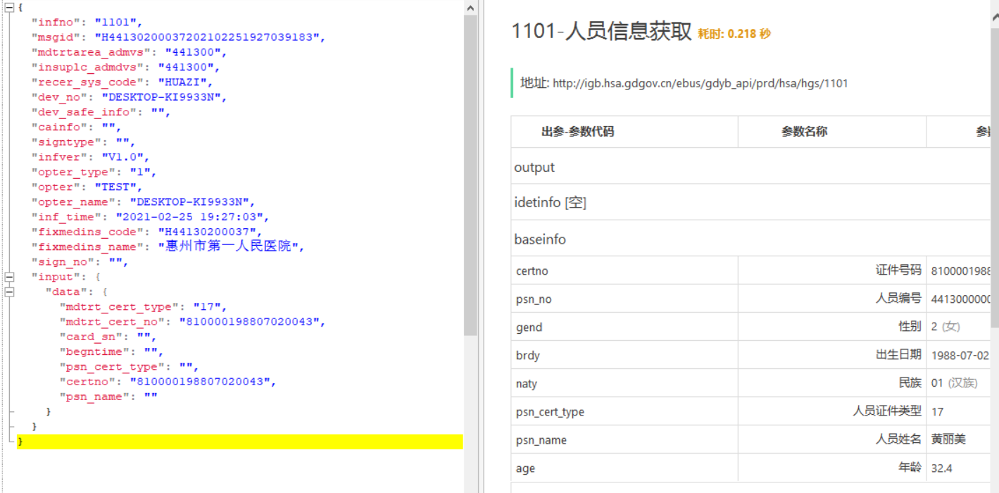 {
"infno": "1101",
"msgid": "H44130200037202102251927039183",
"mdtrtarea_admvs": "441300",
"insuplc_admdvs": "441300",
"recer_sys_code": "HUAZI",
"dev_no": "DESKTOP-KI9933N",
"dev_safe_info": "",
"cainfo": "",
"signtype": "",
"infver": "V1.0",
"opter_type": "1",
"opter": "TEST",
"opter_name": "DESKTOP-KI9933N",
"inf_time": "2021-02-25 19:27:03",
"fixmedins_code": "H44130200037",
"fixmedins_name": "惠州市第一人民医院",
"sign_no": "",
"input": {
"data": {
"mdtrt_cert_type": "17",
"mdtrt_cert_no": "810000198807020043",
"card_sn": "",
"begntime": "",
"psn_cert_type": "",
"certno": "810000198807020043",
"psn_name": ""
}
}
}
1101-人员信息获取 耗时: 0.218 秒
地址: http://igb.hsa.gdgov.cn/ebus/gdyb_api/prd/hsa/hgs/1101
出参-参数代码 参数名称
output
idetinfo [空]
baseinfo
certno 证件号码 8100001988
psn_no 人员编号 4413000000
gend 性别 2 (女)
brdy 出生日期 1988-07-02
naty 民族 01 (汉族)
psn_cert_type 人员证件类型 17
psn_name 人员姓名 黄丽美
age 年龄 32.4